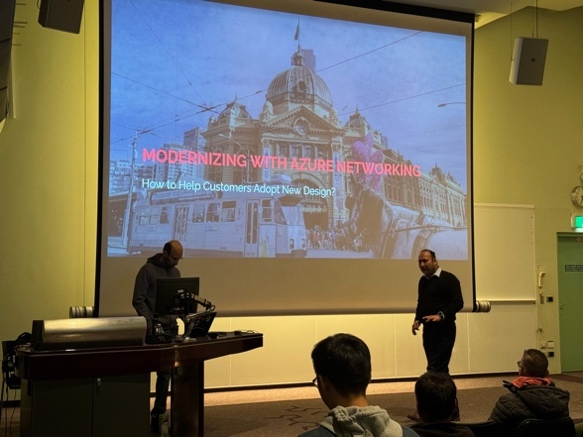 MODERNIZING WITH AZURE NETWORKING
How to Help Customers Adopt New Design?